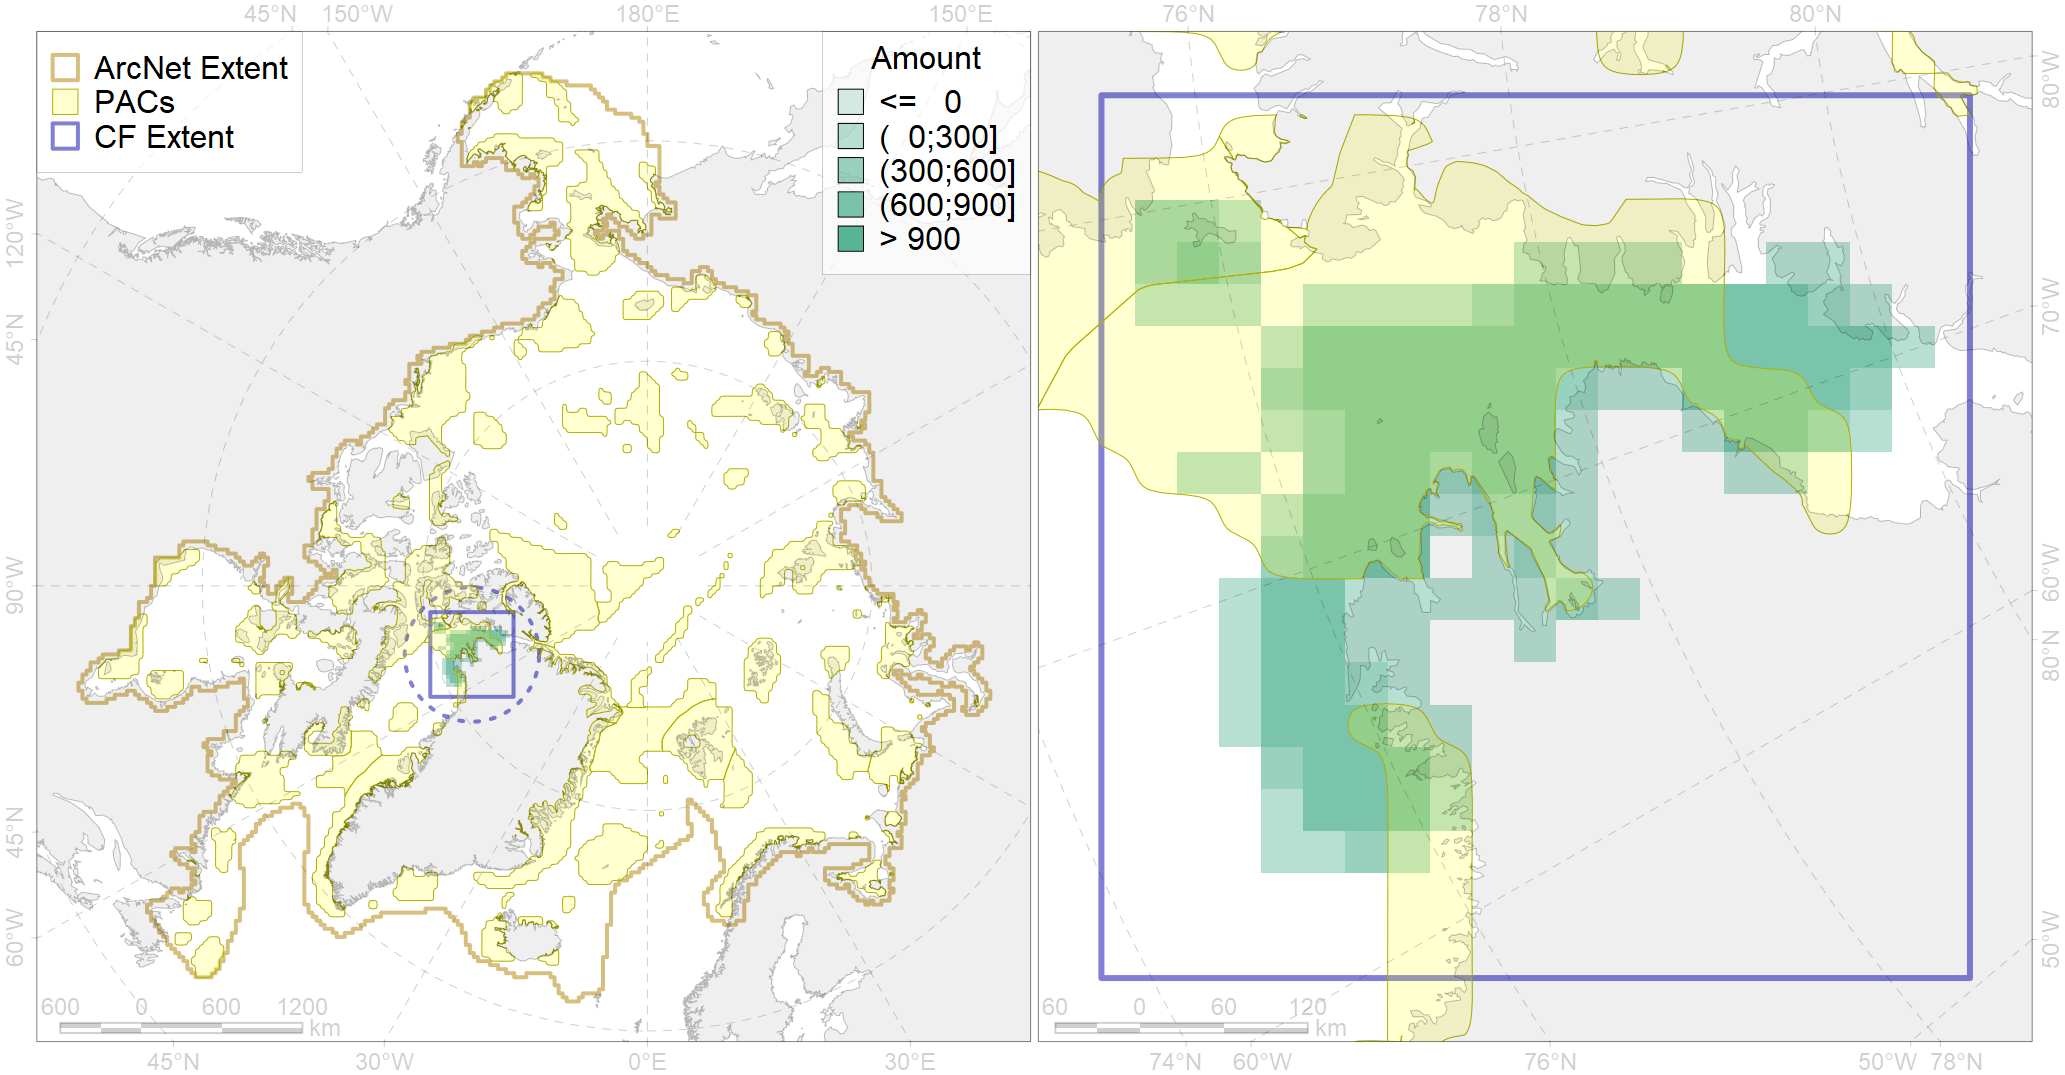 45°N 150°W 180°E 150°E 76°N 78°N 80°N
ArcNet Extent
PACs
CF Extent
Amount
<= 0
( 0;300]
(300;600]
(600;900]
> 900
120°W
45°N
90°W
45°N
60°W
80°W
70°W
60°W
80°N
50°W
600 0 600 1200
km
60 0 60 120
km
45°N 30°W 0°E 30°E 74°N 60°W 76°N 50°W 78°N